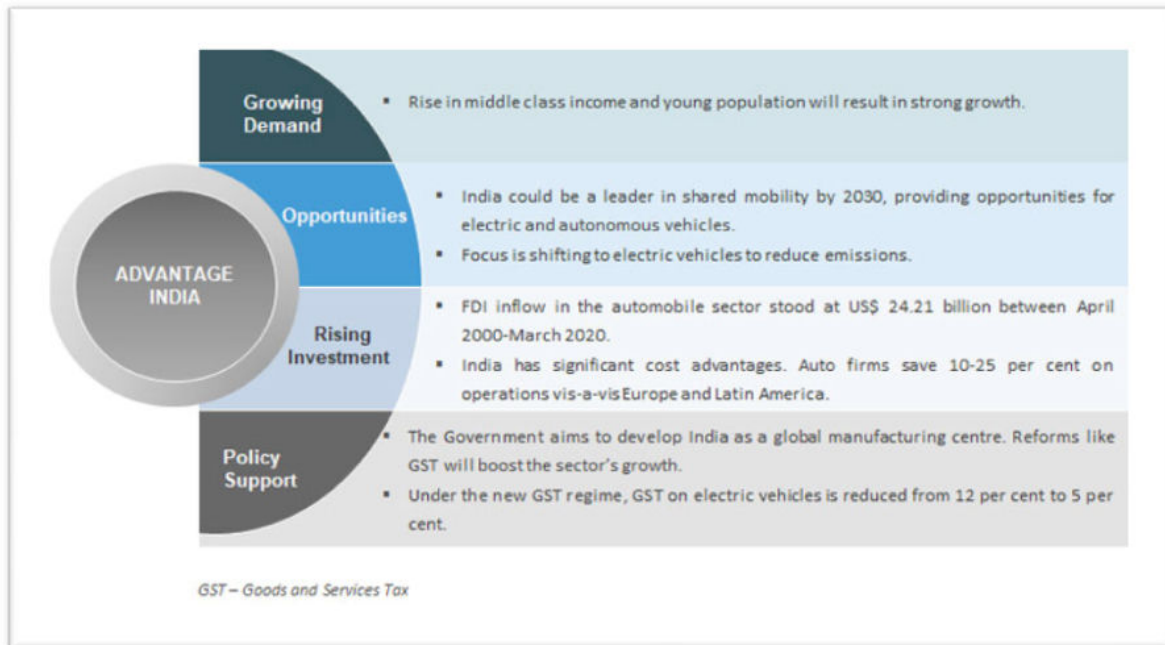 Growing
Demand
▪ Rise in middle class income and young population will result in strong growth.
ADVANTAGE
INDIA
Opportunities
▪ India could be a leader in shared mobility by 2030, providing opportunities for
electric and autonomous vehicles.
▪ Focus is shifting to electric vehicles to reduce emissions.
Rising
Investment
▪ FDI inflow in the automobile sector stood at US$ 24.21 billion between April
2000-March 2020.
▪ India has significant cost advantages. Auto firms save 10-25 per cent on
operations vis-a-vis Europe and Latin America.
Policy
Support
▪ The Government aims to develop India as a global manufacturing centre. Reforms like
GST will boost the sector's growth.
▪ Under the new GST regime, GST on electric vehicles is reduced from 12 per cent to 5 per
cent.
GST – Goods and Services Tax